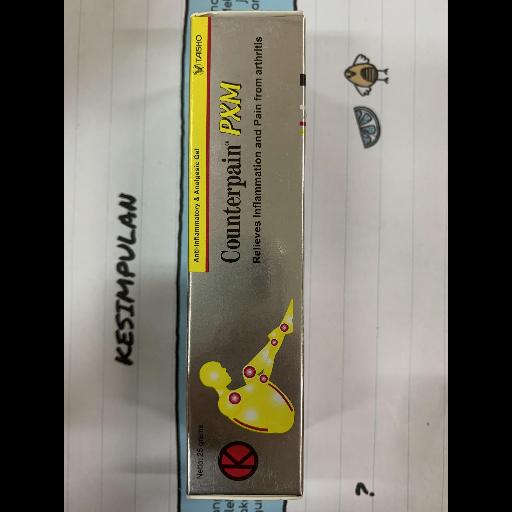 TAISHO
Anti-Inflammatory & Analgesic Gel
Counterpain® PXM
Relieves Inflammation and Pain from arthritis
Netto: 25 grams
K
KESIMPULAN
?